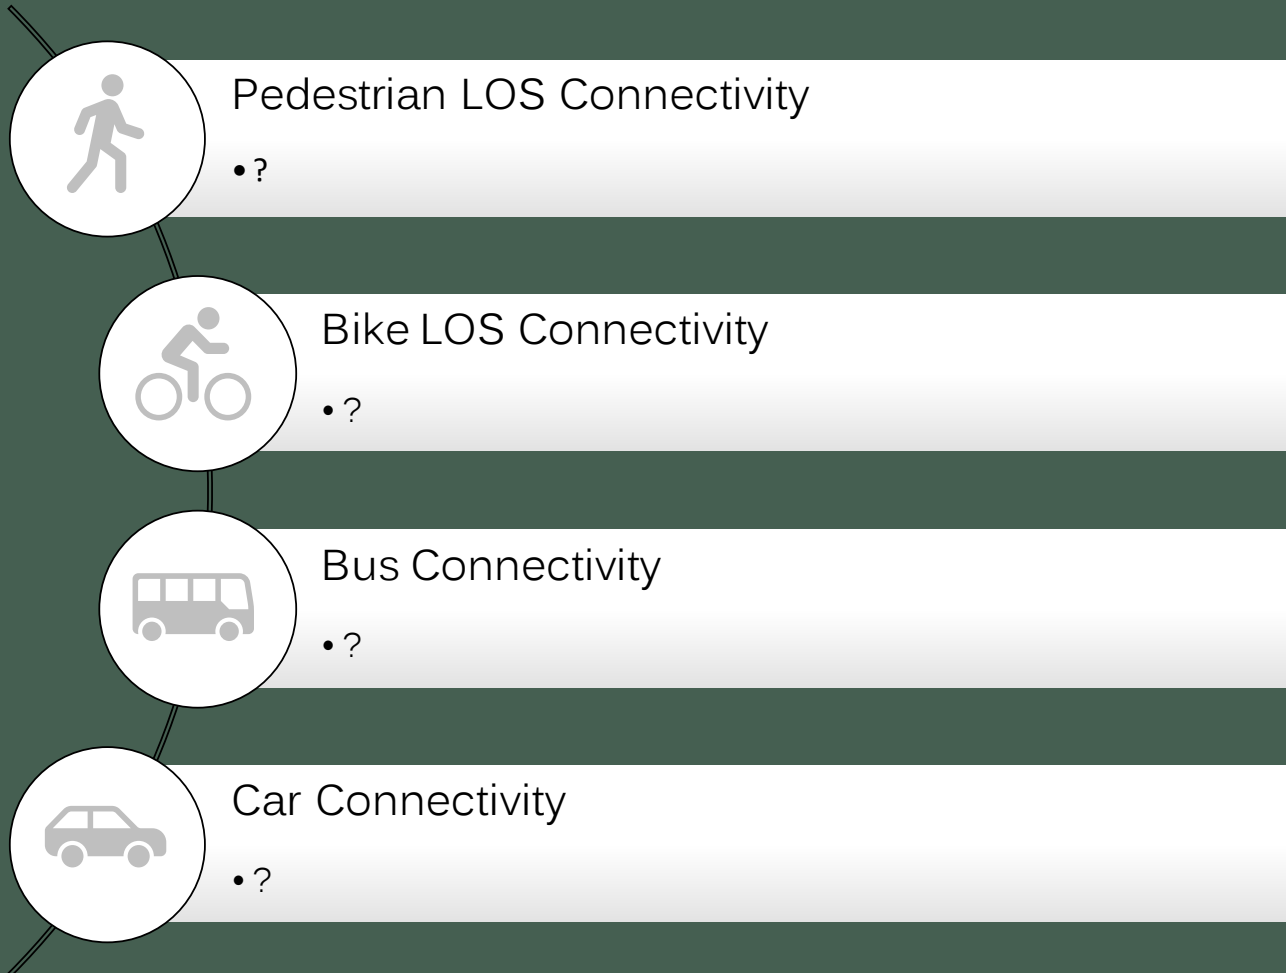 Pedestrian LOS Connectivity
• ?
Bike LOS Connectivity
• ?
Bus Connectivity
• ?
Car Connectivity
• ?